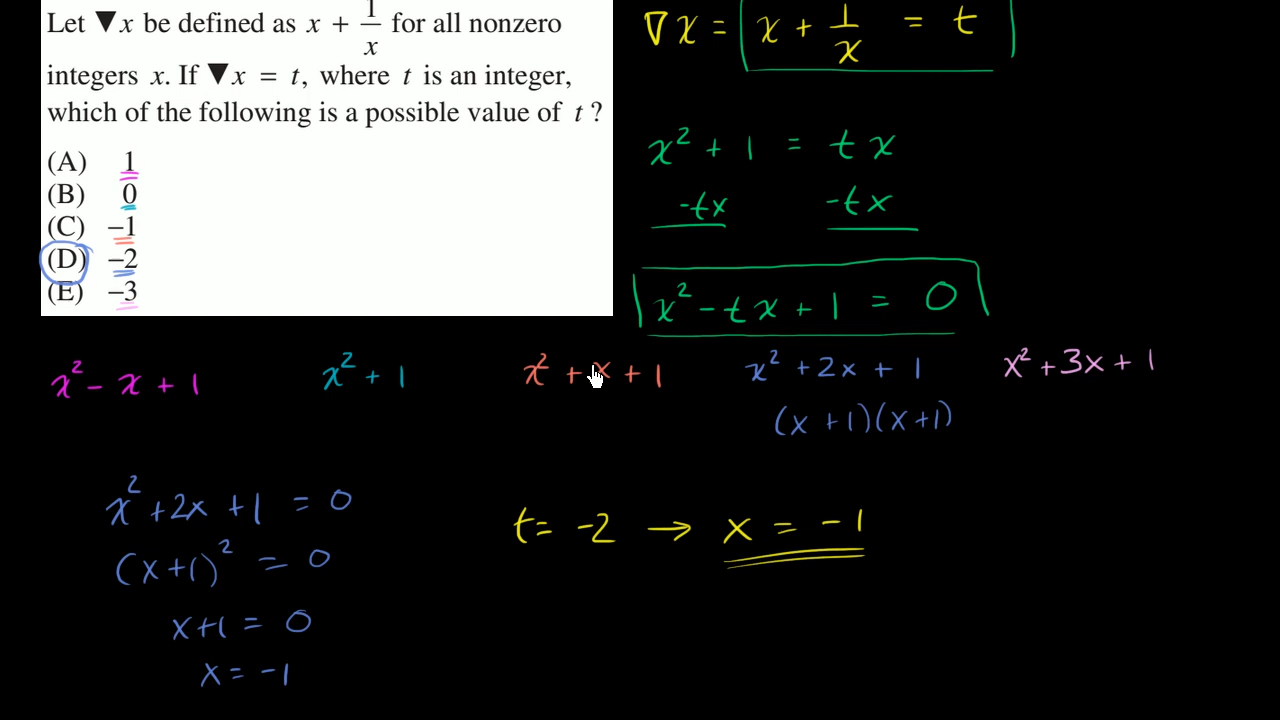 Let ▼x be defined as x + 1/x for all nonzero
integers x. If ▼x = t, where t is an integer,
which of the following is a possible value of t ?
(A) 1
(B) 0
(C) −1
(D) −2
(E) −3
∇x = x + 1/x = t
x² + 1 = tx
-tx -tx
x² - tx + 1 = 0
x² - x + 1
x² + 1
x² + x + 1
x² + 2x + 1
x² + 3x + 1
(x + 1)(x + 1)
x² + 2x + 1 = 0
(x+1)² = 0
x+1 = 0
x = -1
t = -2 → x = -1